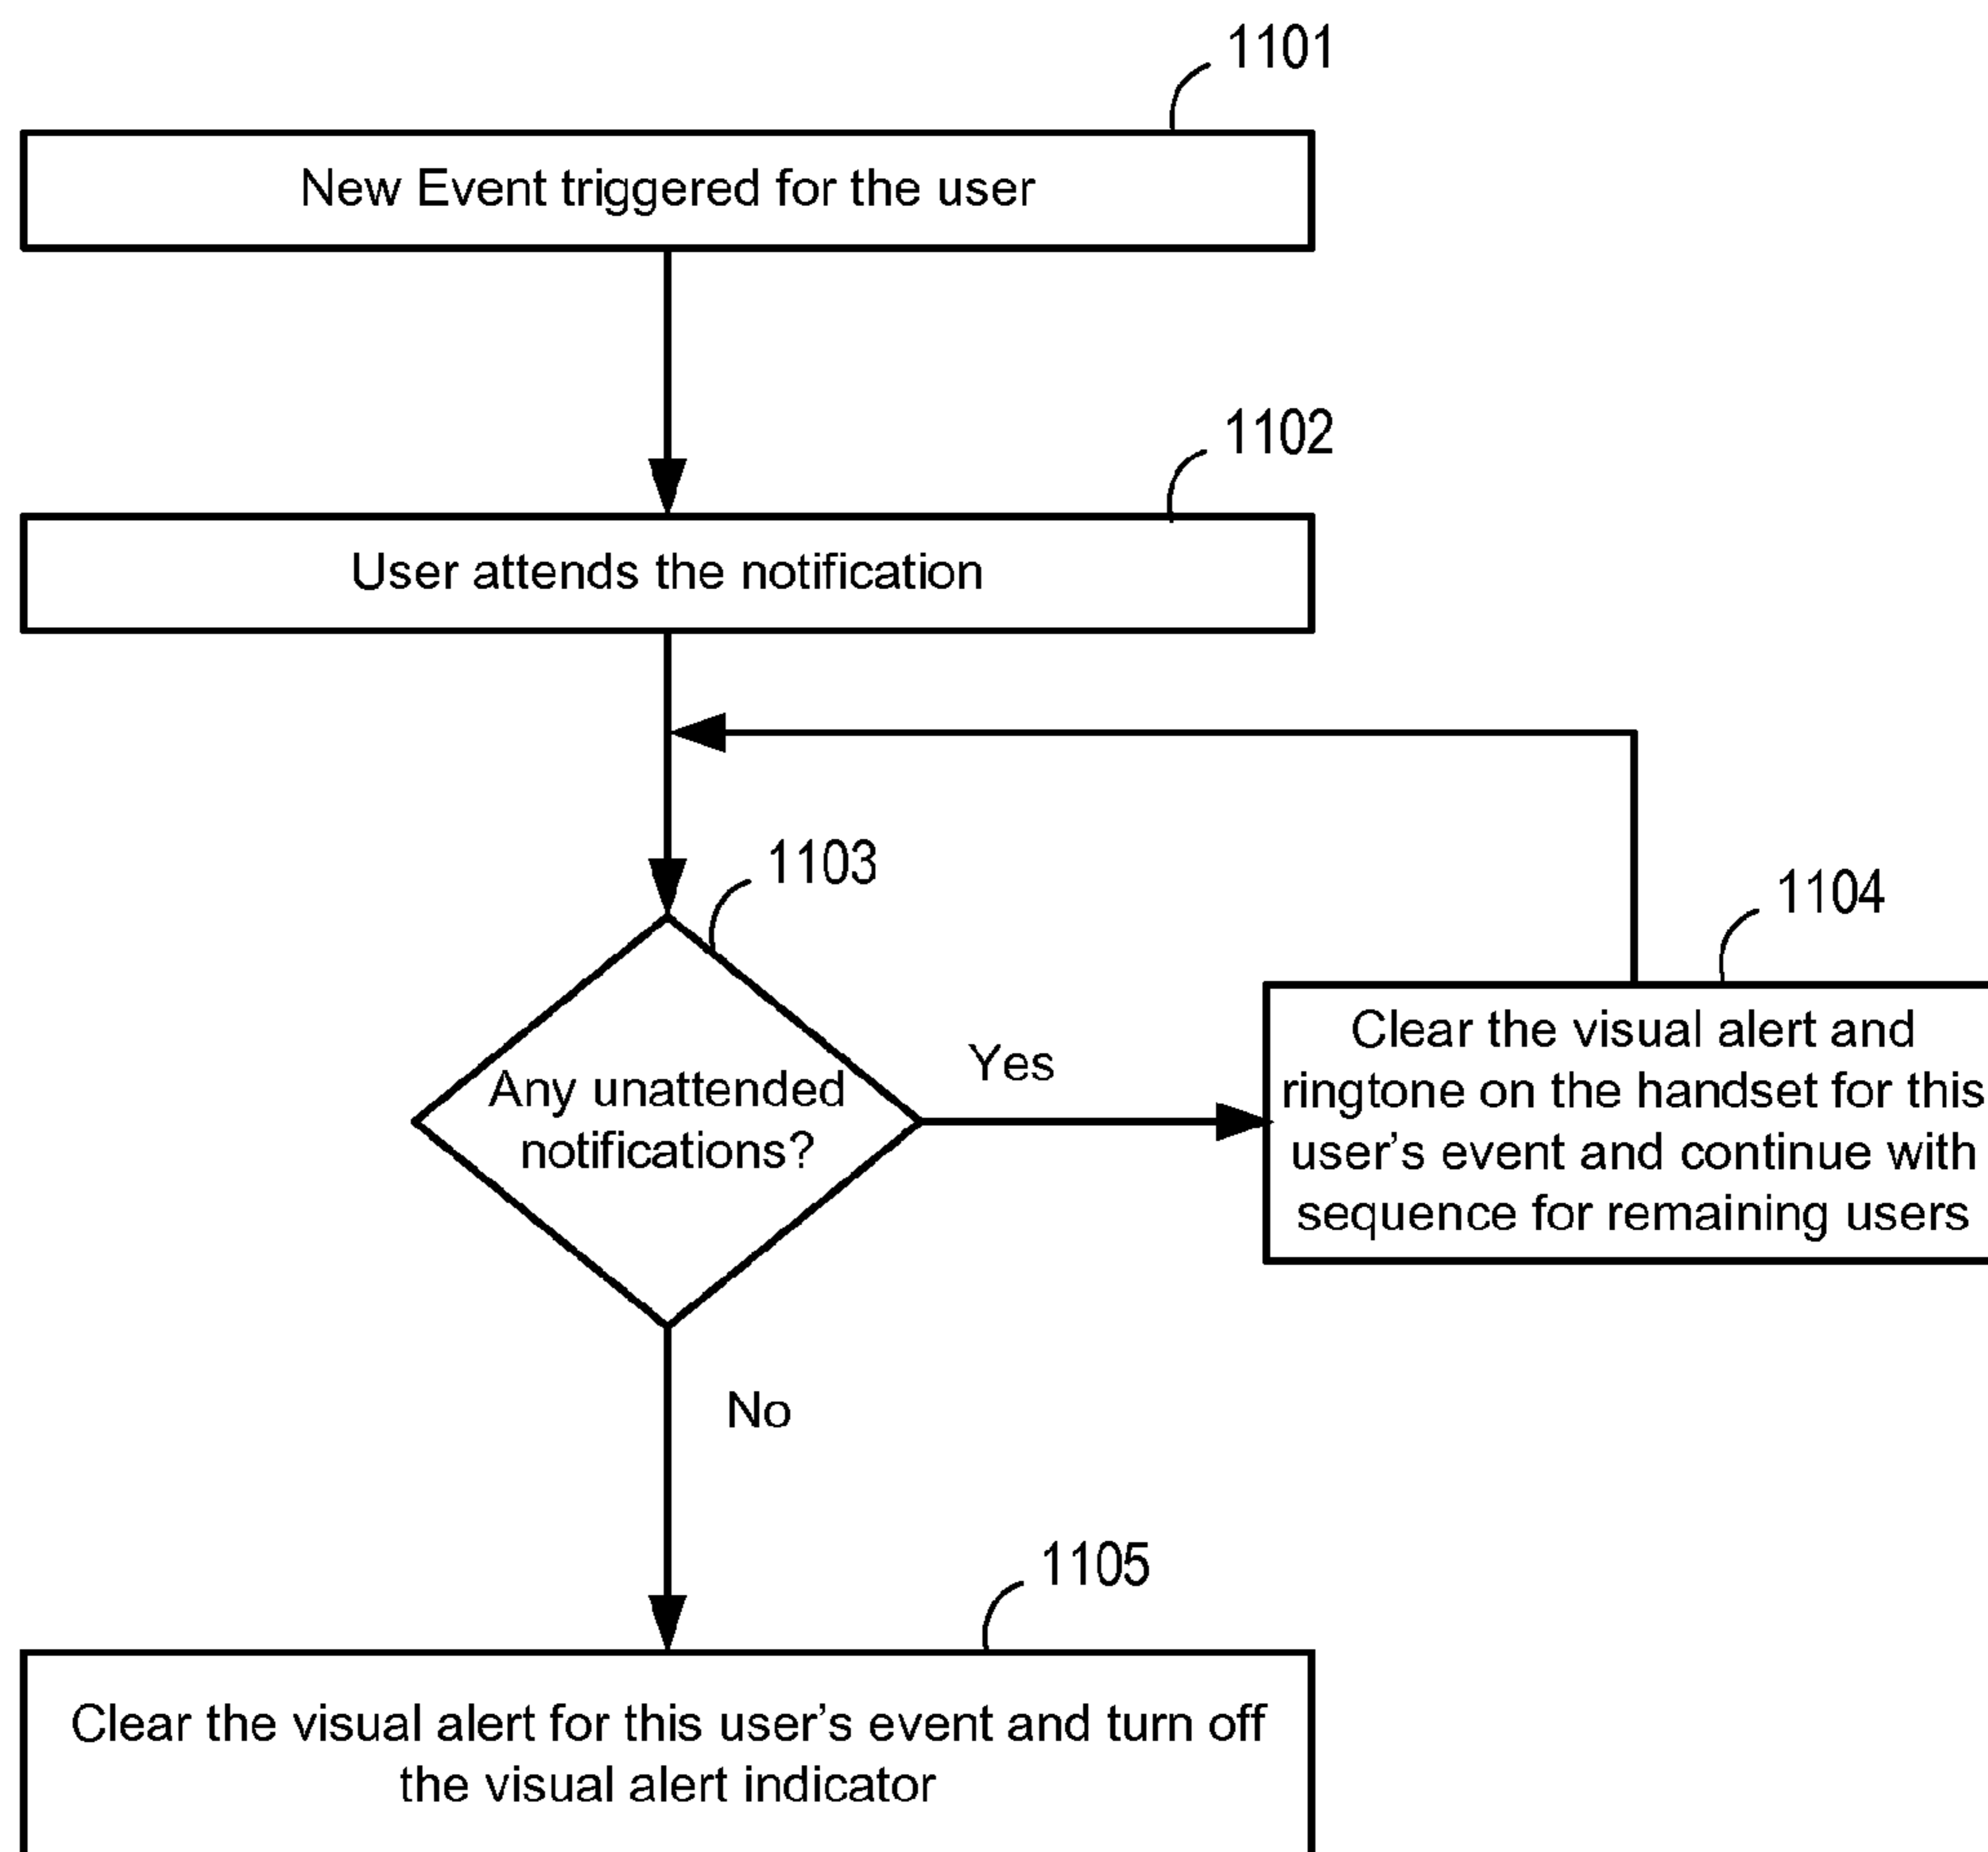 1101
New Event triggered for the user
1102
User attends the notification
1103
Any unattended
notifications?
Yes
1104
Clear the visual alert and
ringtone on the handset for this
user's event and continue with
sequence for remaining users
No
1105
Clear the visual alert for this user's event and turn off
the visual alert indicator